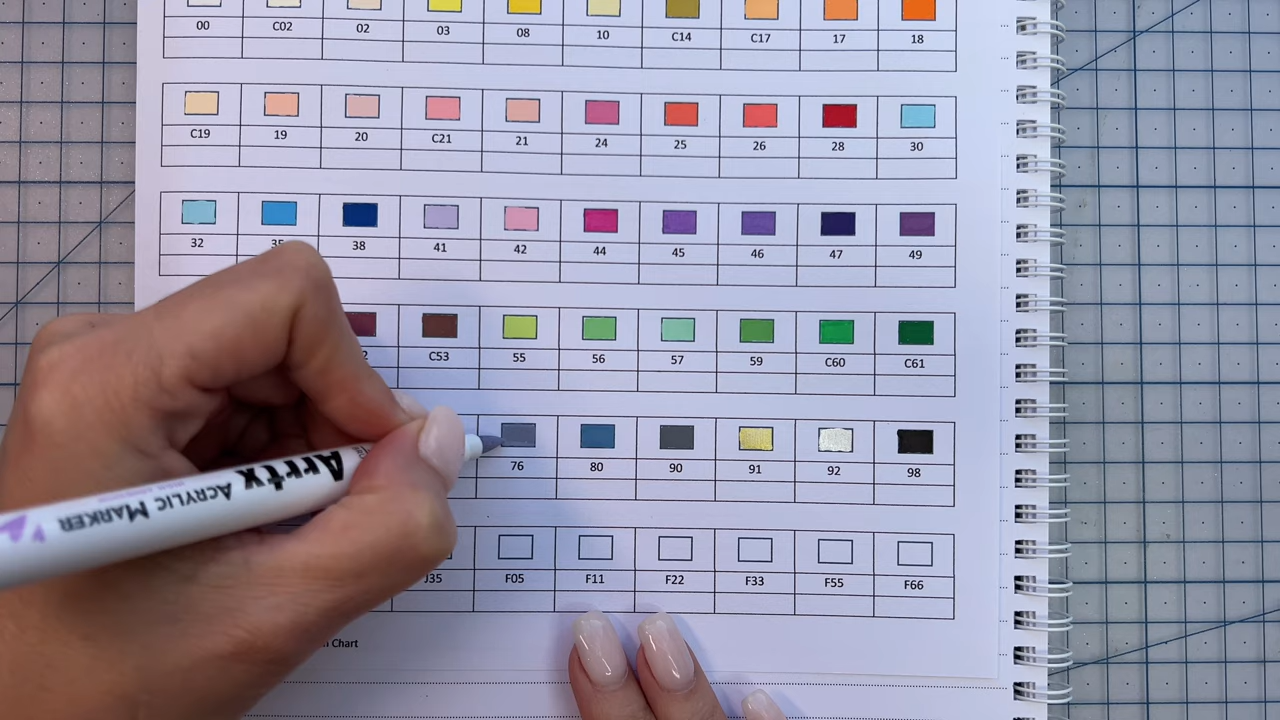 00 C02 02 03 08 10 C14 C17 17 18
C19 19 20 C21 21 24 25 26 28 30
32 35 38 41 42 44 45 46 47 49
C53 55 56 57 59 C60 C61
76 80 90 91 92 98
J35 F05 F11 F22 F33 F55 F66
Chart
Arrtx ACRYLIC MARKER